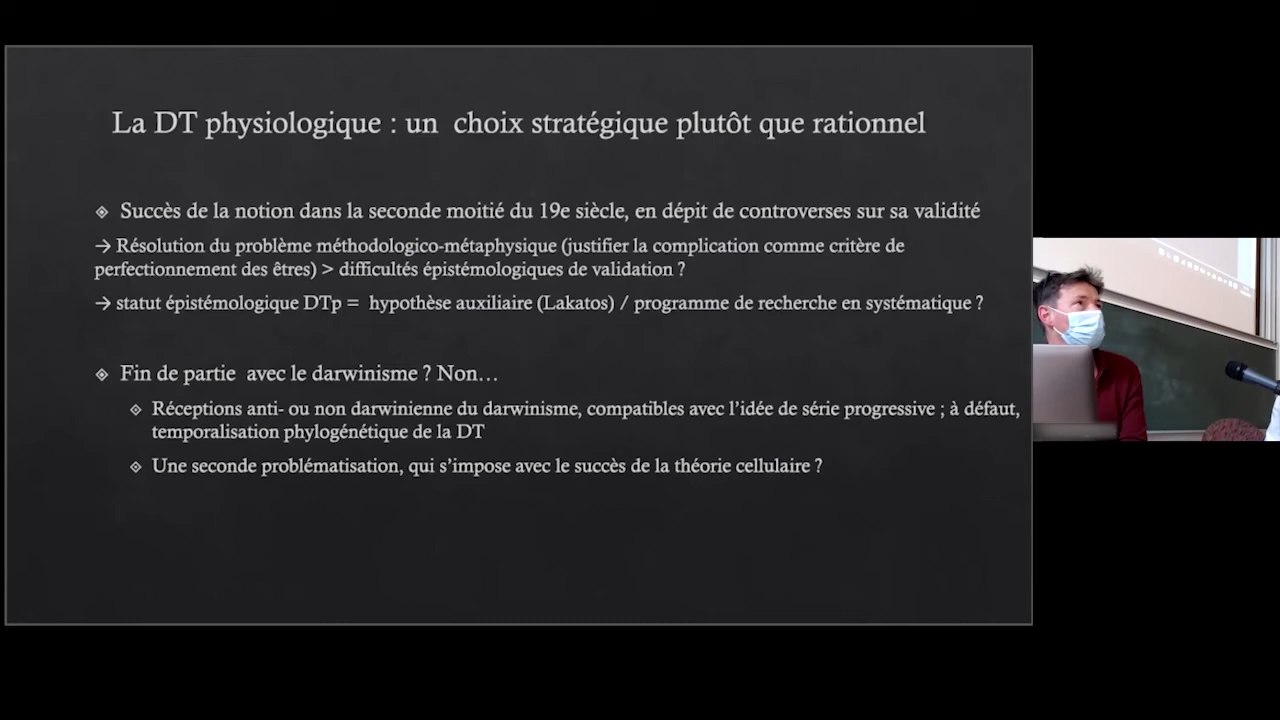 La DT physiologique : un  choix stratégique plutôt que rationnel
Succès de la notion dans la seconde moitié du 19e siècle, en dépit de controverses sur sa validité
→ Résolution du problème méthodologico-métaphysique (justifier la complication comme critère de
perfectionnement des êtres) > difficultés épistémologiques de validation ?
→ statut épistémologique DTp =  hypothèse auxiliaire (Lakatos) / programme de recherche en systématique ?
Fin de partie  avec le darwinisme ? Non…
Réceptions anti- ou non darwinienne du darwinisme, compatibles avec l’idée de série progressive ; à défaut,
temporalisation phylogénétique de la DT
Une seconde problématisation, qui s’impose avec le succès de la théorie cellulaire ?